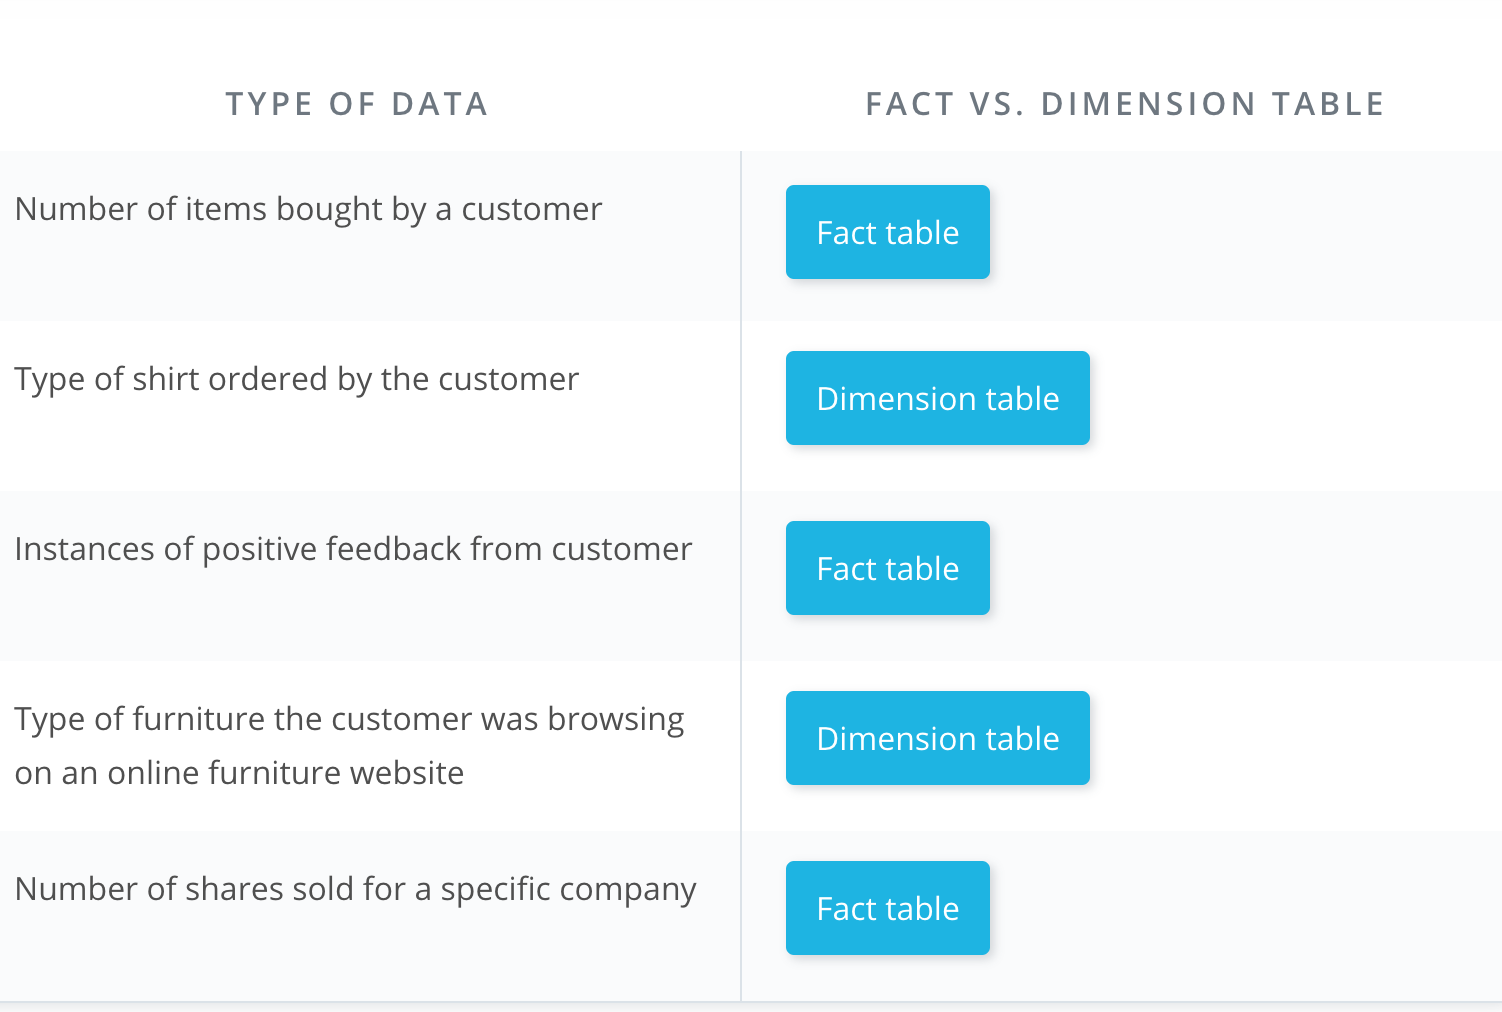 TYPE OF DATA FACT VS. DIMENSION TABLE
Number of items bought by a customer
Fact table
Type of shirt ordered by the customer
Dimension table
Instances of positive feedback from customer
Fact table
Type of furniture the customer was browsing
on an online furniture website
Dimension table
Number of shares sold for a specific company
Fact table